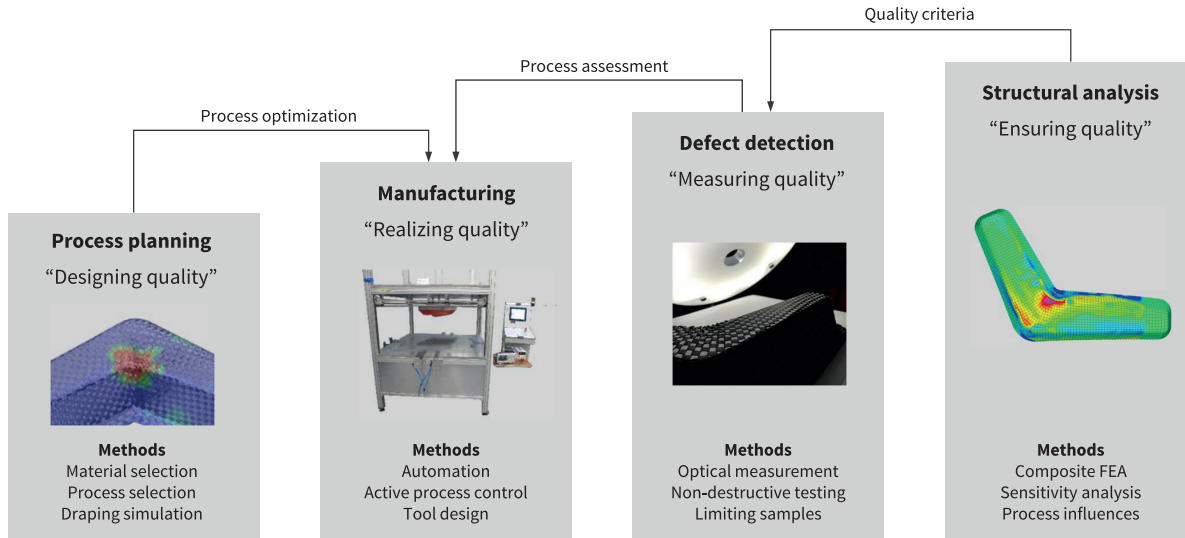 Quality criteria
Process assessment
Process optimization
Process planning
“Designing quality”
Methods
Material selection
Process selection
Draping simulation
Manufacturing
“Realizing quality”
Methods
Automation
Active process control
Tool design
Defect detection
“Measuring quality”
Methods
Optical measurement
Non-destructive testing
Limiting samples
Structural analysis
“Ensuring quality”
Methods
Composite FEA
Sensitivity analysis
Process influences